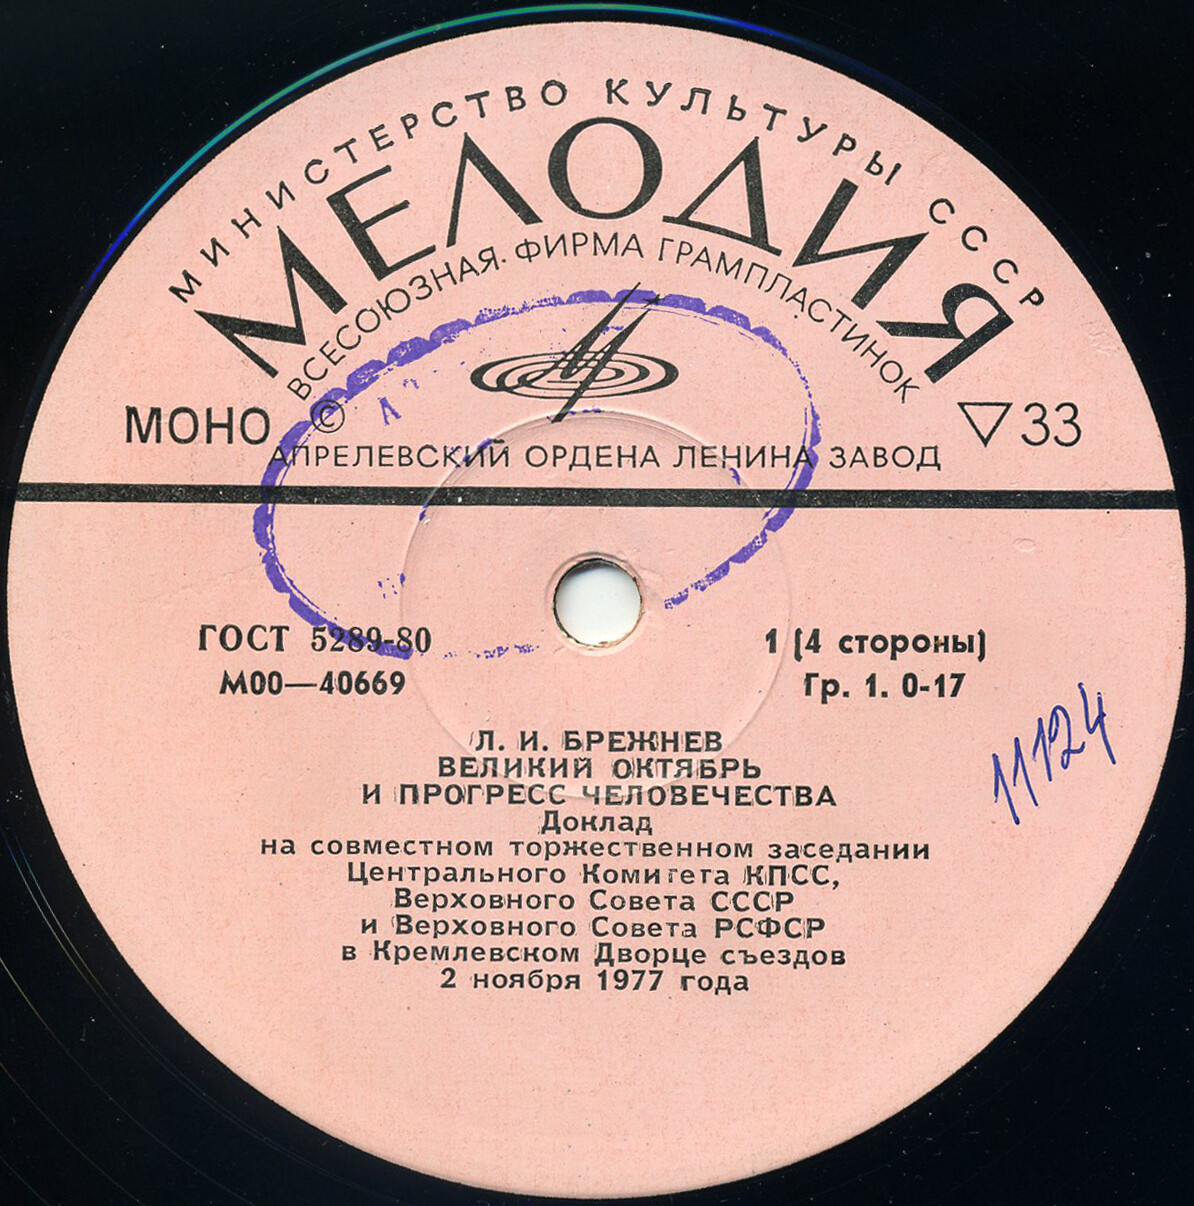 МИНИСТЕРСТВО КУЛЬТУРЫ СССР
МЕЛОДИЯ
ВСЕСОЮЗНАЯ ФИРМА ГРАМПЛАСТИНОК
МОНО © ▽33
АПРЕЛЕВСКИЙ ОРДЕНА ЛЕНИНА ЗАВОД
ГОСТ 5289-80 1 (4 стороны)
М00—40669 Гр. 1. 0-17
11124
Л. И. БРЕЖНЕВ
ВЕЛИКИЙ ОКТЯБРЬ
И ПРОГРЕСС ЧЕЛОВЕЧЕСТВА
Доклад
на совместном торжественном заседании
Центрального Комитета КПСС,
Верховного Совета СССР
и Верховного Совета РСФСР
в Кремлевском Дворце съездов
2 ноября 1977 года